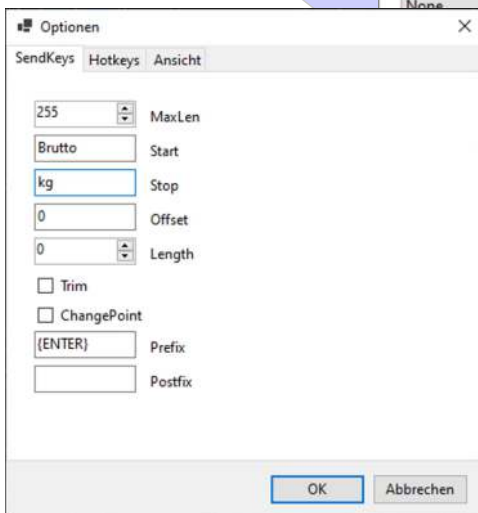 None
Optionen
SendKeys Hotkeys Ansicht
255 MaxLen
Brutto Start
kg Stop
0 Offset
0 Length
Trim
ChangePoint
{ENTER} Prefix
Postfix
OK Abbrechen